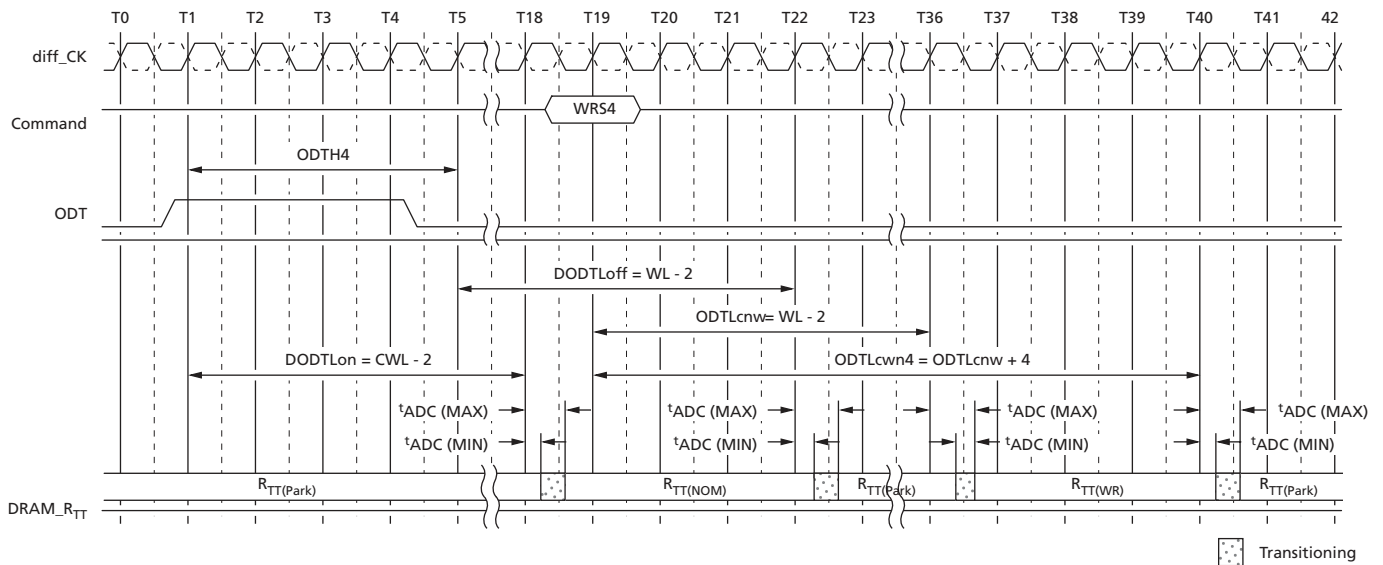 T0 T1 T2 T3 T4 T5 T18 T19 T20 T21 T22 T23 T36 T37 T38 T39 T40 T41 42
diff_CK
WRS4
Command
ODTH4
ODT
DODTLoff = WL - 2
ODTLcnw= WL - 2
DODTLon = CWL - 2 ODTLcwn4 = ODTLcnw + 4
tADC (MAX) tADC (MAX) tADC (MAX) tADC (MAX)
tADC (MIN) tADC (MIN) tADC (MIN) tADC (MIN)
RTT(Park) RTT(NOM) RTT(Park) RTT(WR) RTT(Park)
DRAM_RTT
Transitioning